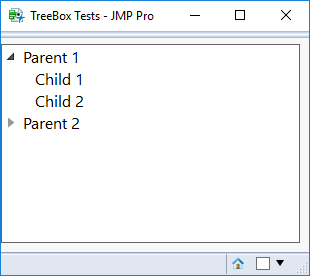 TreeBox Tests - JMP Pro
Parent 1
Child 1
Child 2
Parent 2